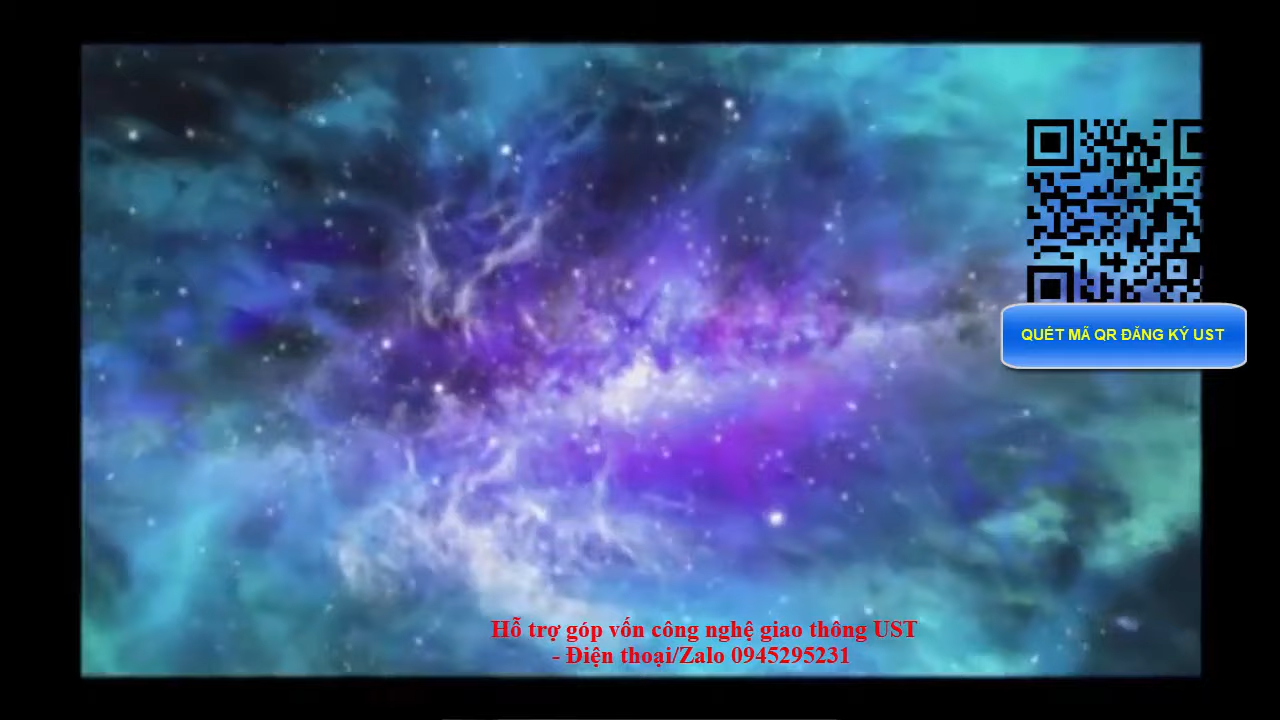 QUÉT MÃ QR ĐĂNG KÝ UST
Hỗ trợ góp vốn công nghệ giao thông UST
- Điện thoại/Zalo 0945295231